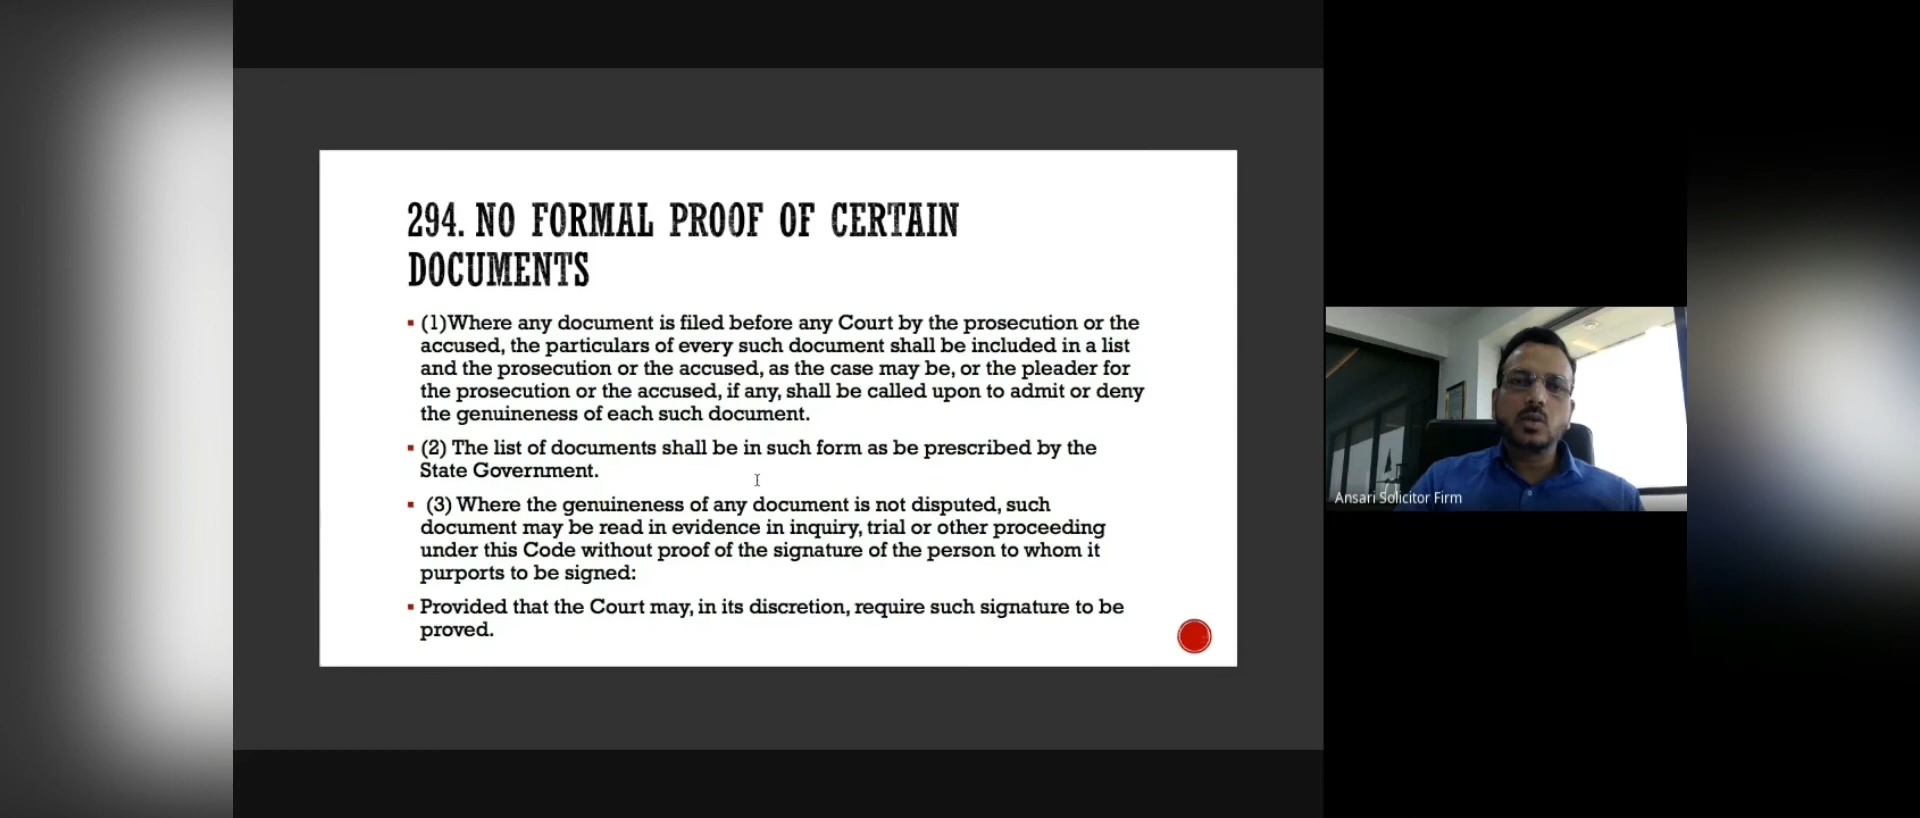 294. NO FORMAL PROOF OF CERTAIN
DOCUMENTS
▪ (1)Where any document is filed before any Court by the prosecution or the
accused, the particulars of every such document shall be included in a list
and the prosecution or the accused, as the case may be, or the pleader for
the prosecution or the accused, if any, shall be called upon to admit or deny
the genuineness of each such document.
▪ (2) The list of documents shall be in such form as be prescribed by the
State Government.
▪ (3) Where the genuineness of any document is not disputed, such
document may be read in evidence in inquiry, trial or other proceeding
under this Code without proof of the signature of the person to whom it
purports to be signed:
▪ Provided that the Court may, in its discretion, require such signature to be
proved.
Ansari Solicitor Firm